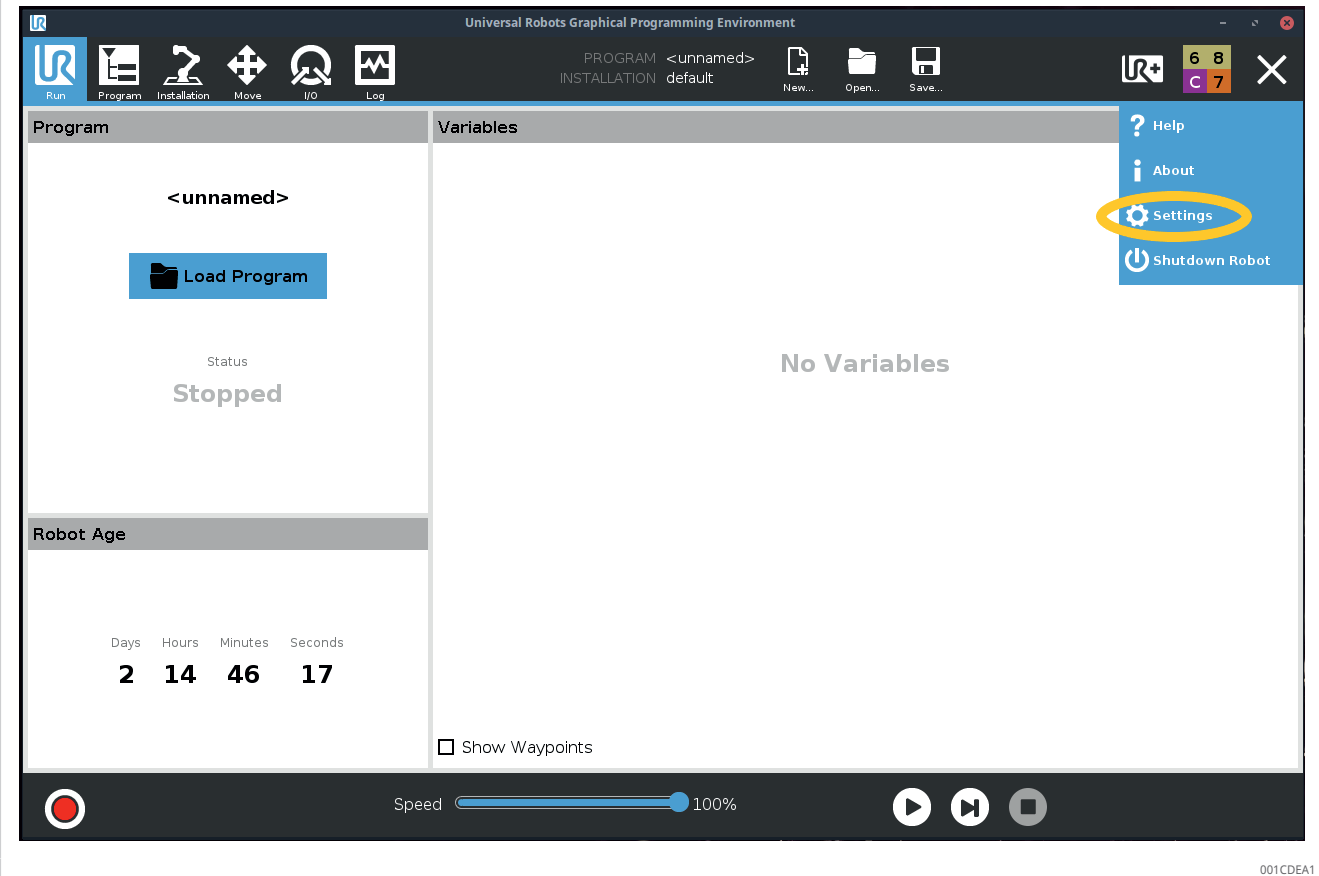 Universal Robots Graphical Programming Environment
UR
Run
Program
Installation
Move
I/O
Log
PROGRAM <unnamed>
INSTALLATION default
New...
Open...
Save...
UR+
6 8
C 7
Help
About
Settings
Shutdown Robot
Program
<unnamed>
Load Program
Status
Stopped
Variables
No Variables
Robot Age
Days Hours Minutes Seconds
2 14 46 17
Show Waypoints
Speed 100%
001CDEA1